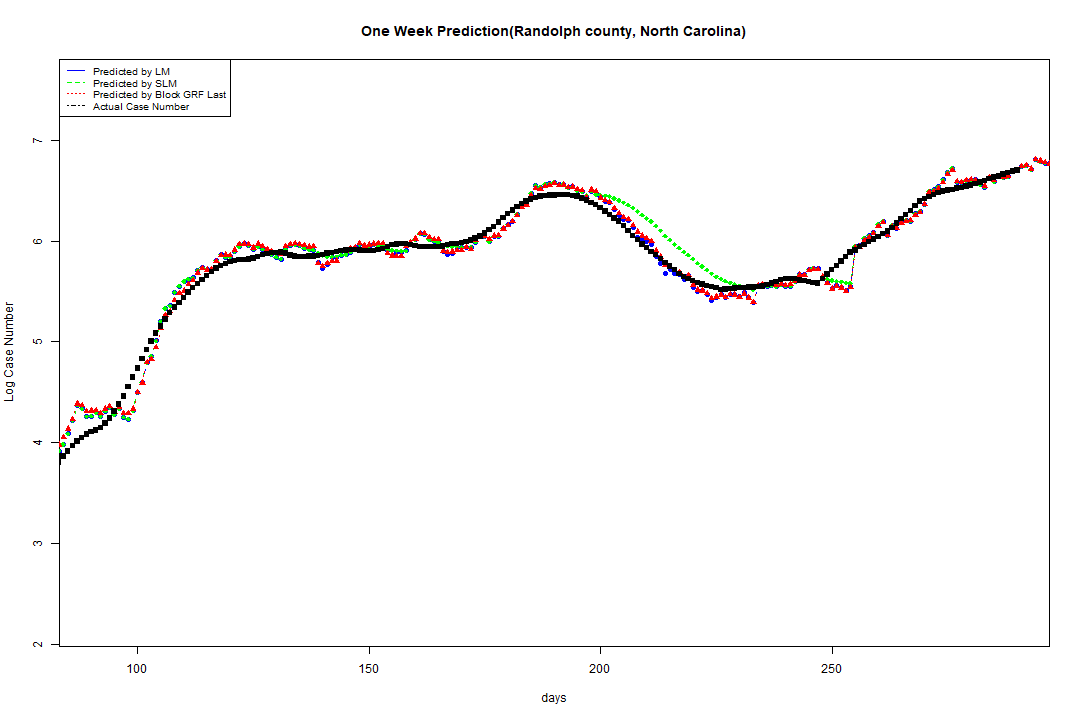 One Week Prediction(Randolph county, North Carolina)
Predicted by LM
Predicted by SLM
Predicted by Block GRF Last
Actual Case Number
7
6
5
4
3
2
Log Case Number
100 150 200 250
days